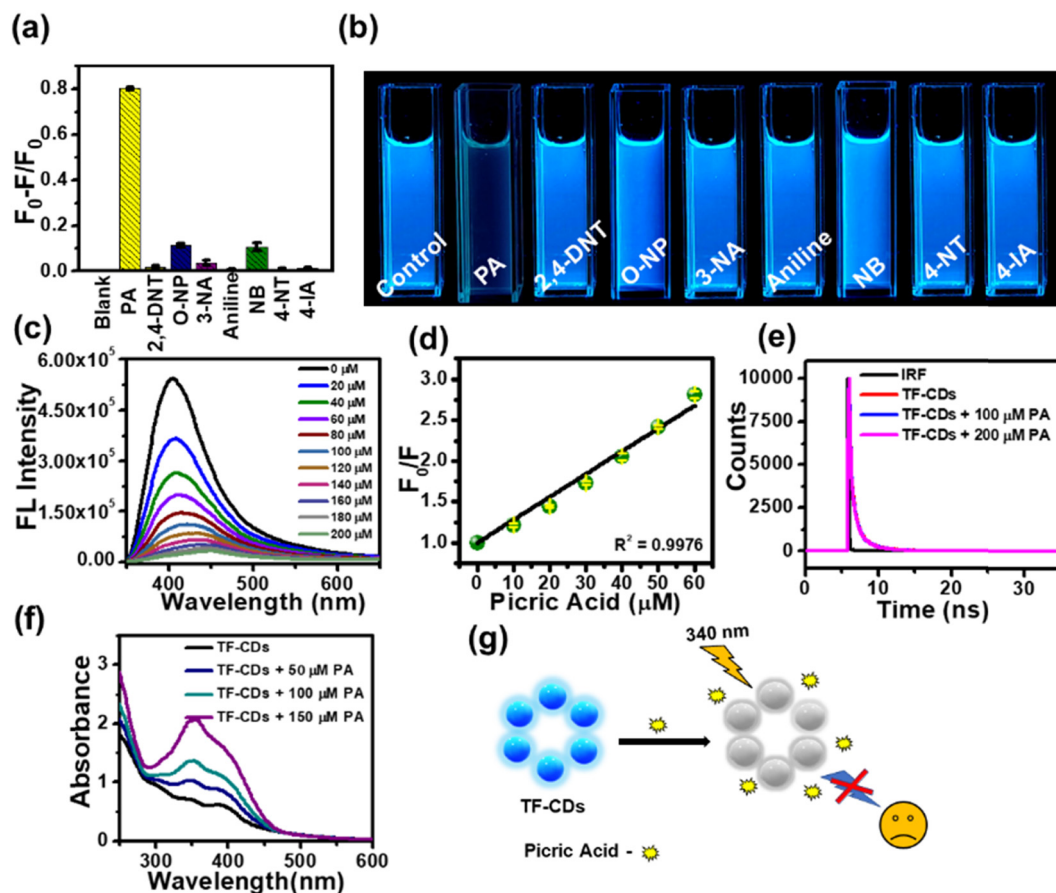 (a)
F₀-F/F₀
0.8
0.6
0.4
0.2
0.0
Blank
PA
2,4-DNT
O-NP
3-NA
Aniline
NB
4-NT
4-IA
(b)
Control
PA
2,4-DNT
O-NP
3-NA
Aniline
NB
4-NT
4-IA
(c)
FL Intensity
6.00x10⁵
4.50x10⁵
3.00x10⁵
1.50x10⁵
0.00
400
500
600
Wavelength (nm)
0 µM
20 µM
40 µM
60 µM
80 µM
100 µM
120 µM
140 µM
160 µM
180 µM
200 µM
(d)
F₀/F
3.0
2.5
2.0
1.5
1.0
0 10 20 30 40 50 60
Picric Acid (µM)
R² = 0.9976
(e)
Counts
10000
7500
5000
2500
0
0 10 20 30
Time (ns)
IRF
TF-CDs
TF-CDs + 100 µM PA
TF-CDs + 200 µM PA
(f)
Absorbance
3
2
1
0
300 400 500 600
Wavelength(nm)
TF-CDs
TF-CDs + 50 µM PA
TF-CDs + 100 µM PA
TF-CDs + 150 µM PA
(g)
340 nm
TF-CDs
Picric Acid -